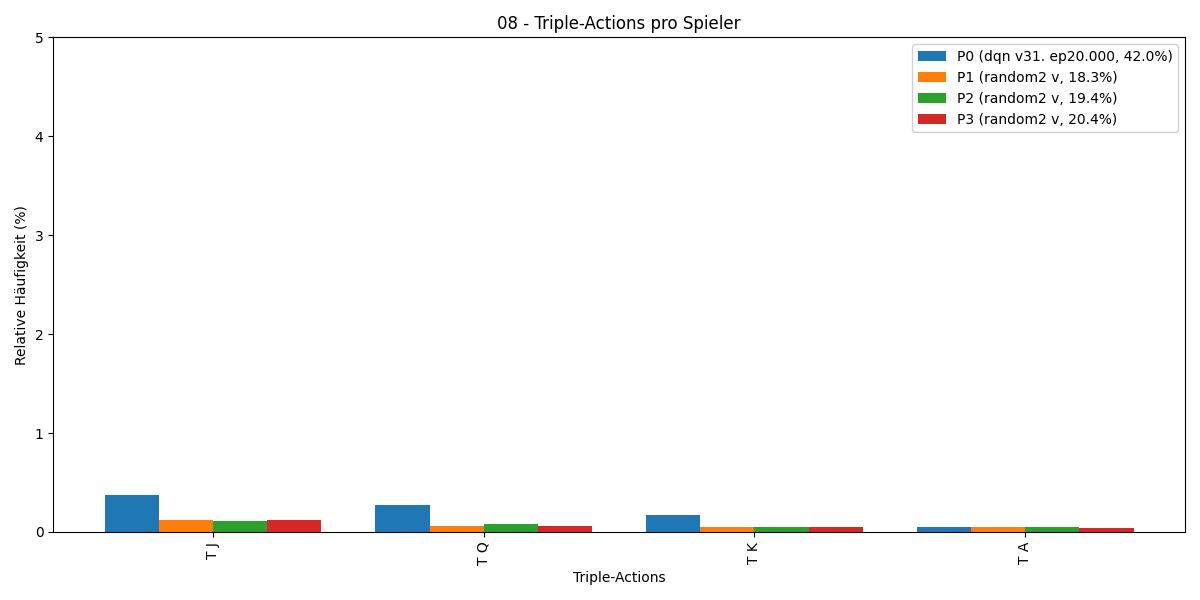 08 - Triple-Actions pro Spieler
P0 (dqn v31. ep20.000, 42.0%)
P1 (random2 v, 18.3%)
P2 (random2 v, 19.4%)
P3 (random2 v, 20.4%)
Relative Häufigkeit (%)
5
4
3
2
1
0
T J
T Q
T K
T A
Triple-Actions